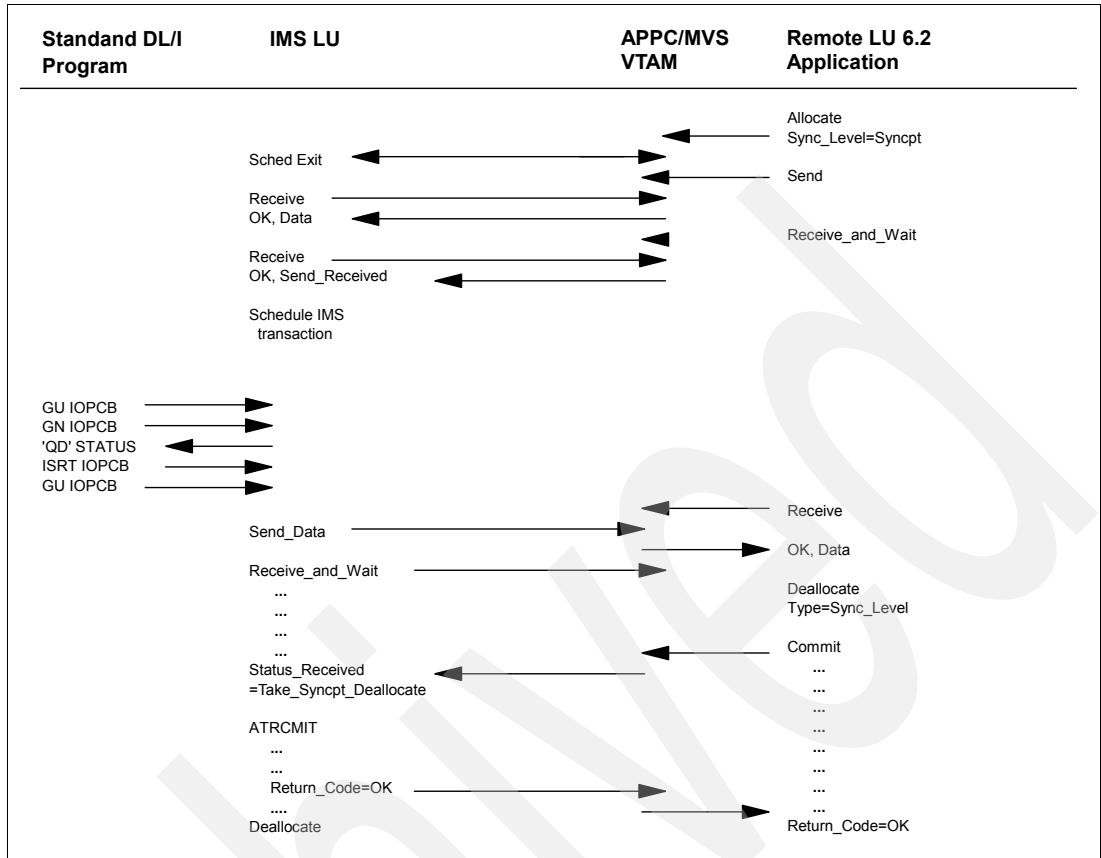 Standand DL/I Program
IMS LU
APPC/MVS VTAM
Remote LU 6.2 Application
Allocate
Sync_Level=Syncpt
Sched Exit
Send
Receive
OK, Data
Receive_and_Wait
Receive
OK, Send_Received
Schedule IMS
transaction
GU IOPCB
GN IOPCB
'QD' STATUS
ISRT IOPCB
GU IOPCB
Receive
Send_Data
OK, Data
Receive_and_Wait
...
...
...
...
Deallocate
Type=Sync_Level
Commit
...
...
...
...
...
...
...
...
Status_Received
=Take_Syncpt_Deallocate
ATRCMIT
...
...
Return_Code=OK
....
Deallocate
Return_Code=OK